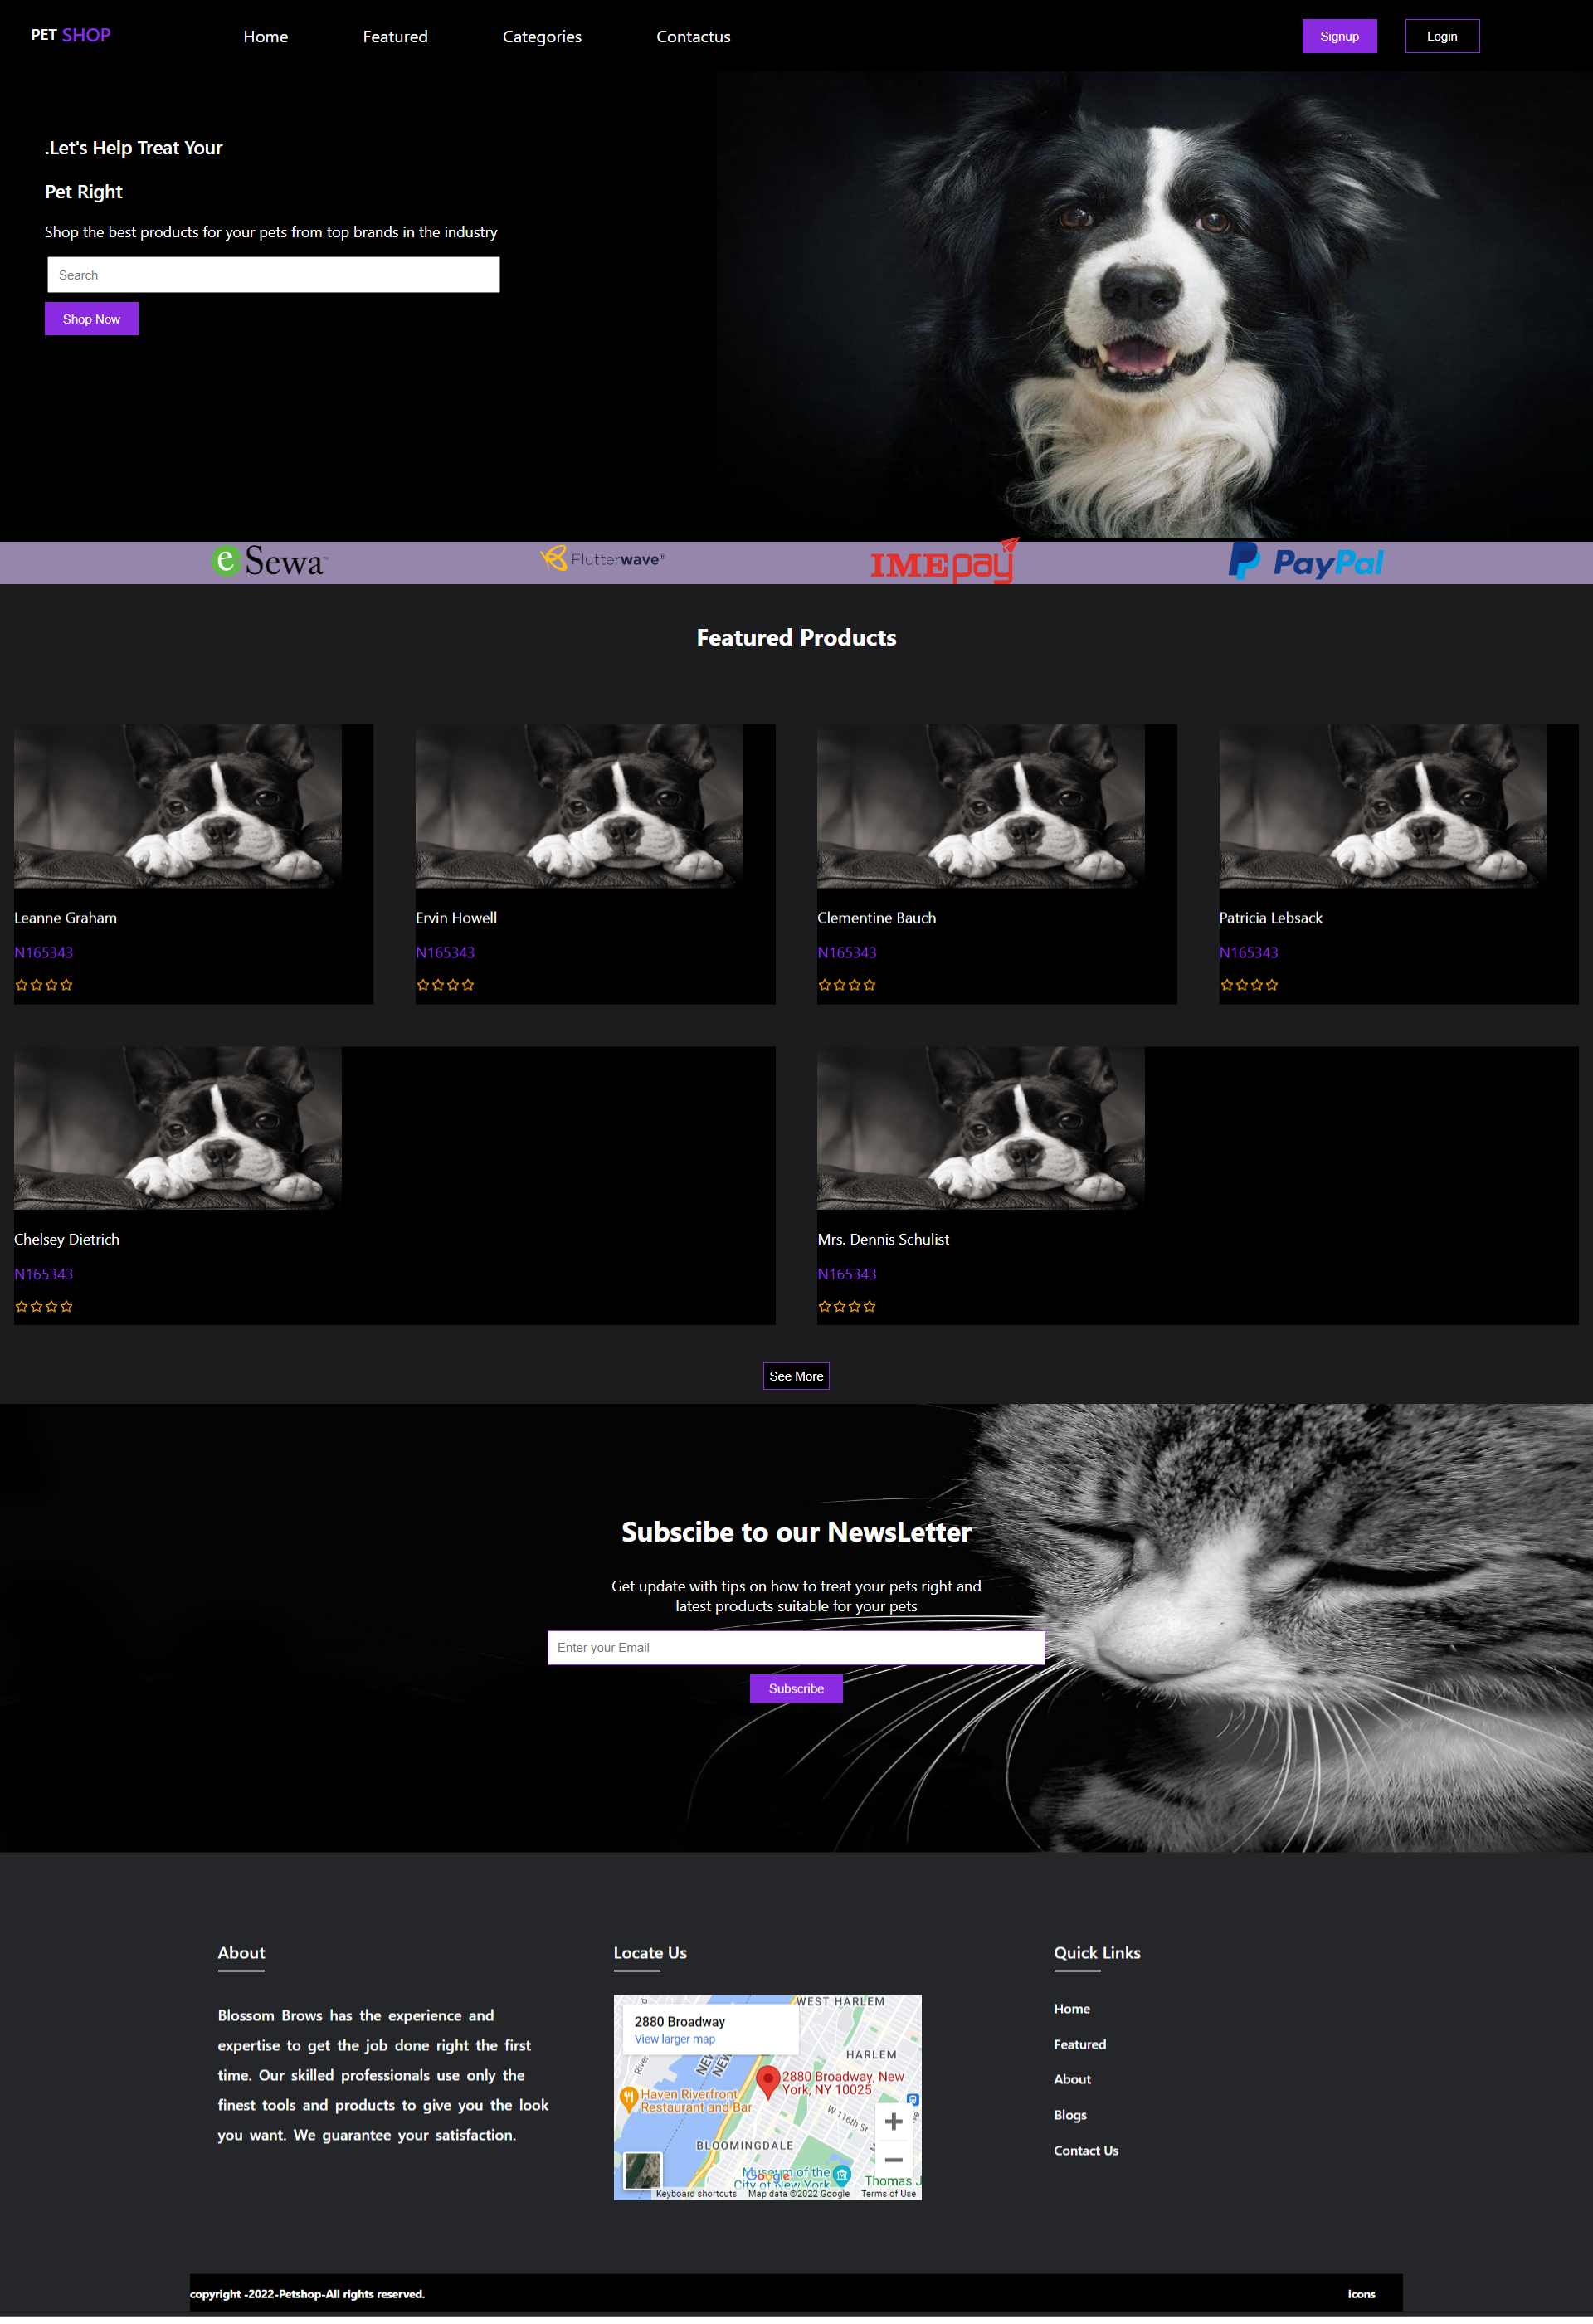 PET SHOP
Home
Featured
Categories
Contactus
Signup
Login
.Let's Help Treat Your
Pet Right
Shop the best products for your pets from top brands in the industry
Search
Shop Now
eSewa™
Flutterwave®
IMEpay
PayPal
Featured Products
Leanne Graham
N165343
Ervin Howell
N165343
Clementine Bauch
N165343
Patricia Lebsack
N165343
Chelsey Dietrich
N165343
Mrs. Dennis Schulist
N165343
See More
Subscibe to our NewsLetter
Get update with tips on how to treat your pets right and
latest products suitable for your pets
Enter your Email
Subscribe
About
Blossom Brows has the experience and
expertise to get the job done right the first
time. Our skilled professionals use only the
finest tools and products to give you the look
you want. We guarantee your satisfaction.
Locate Us
WEST HARLEM
2880 Broadway
View larger map
HARLEM
2880 Broadway, New
York, NY 10025
Haven Riverfront
Restaurant and Bar
W 116th St
BLOOMINGDALE
Museum of the
City of New York
Google
Thomas J
Keyboard shortcuts
Map data ©2022 Google
Terms of Use
Quick Links
Home
Featured
About
Blogs
Contact Us
copyright -2022-Petshop-All rights reserved.
icons